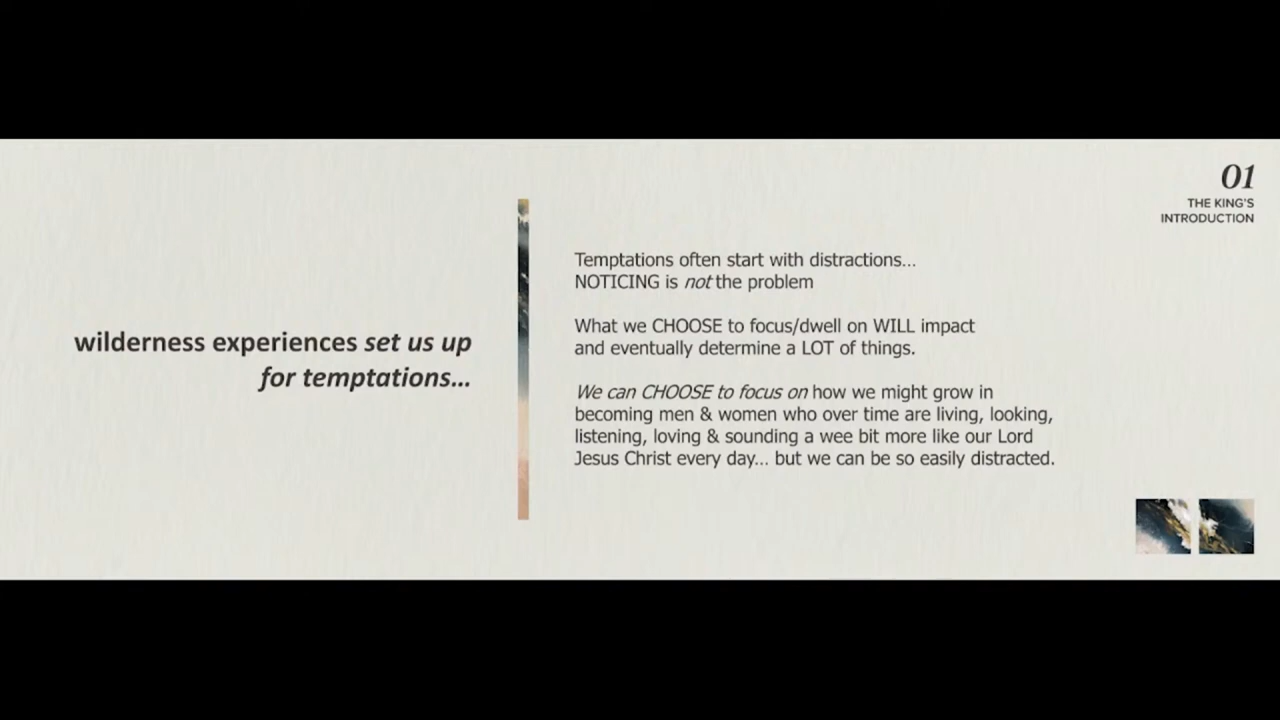 01
THE KING'S
INTRODUCTION
wilderness experiences set us up
for temptations...
Temptations often start with distractions...
NOTICING is not the problem
What we CHOOSE to focus/dwell on WILL impact
and eventually determine a LOT of things.
We can CHOOSE to focus on how we might grow in
becoming men & women who over time are living, looking,
listening, loving & sounding a wee bit more like our Lord
Jesus Christ every day... but we can be so easily distracted.